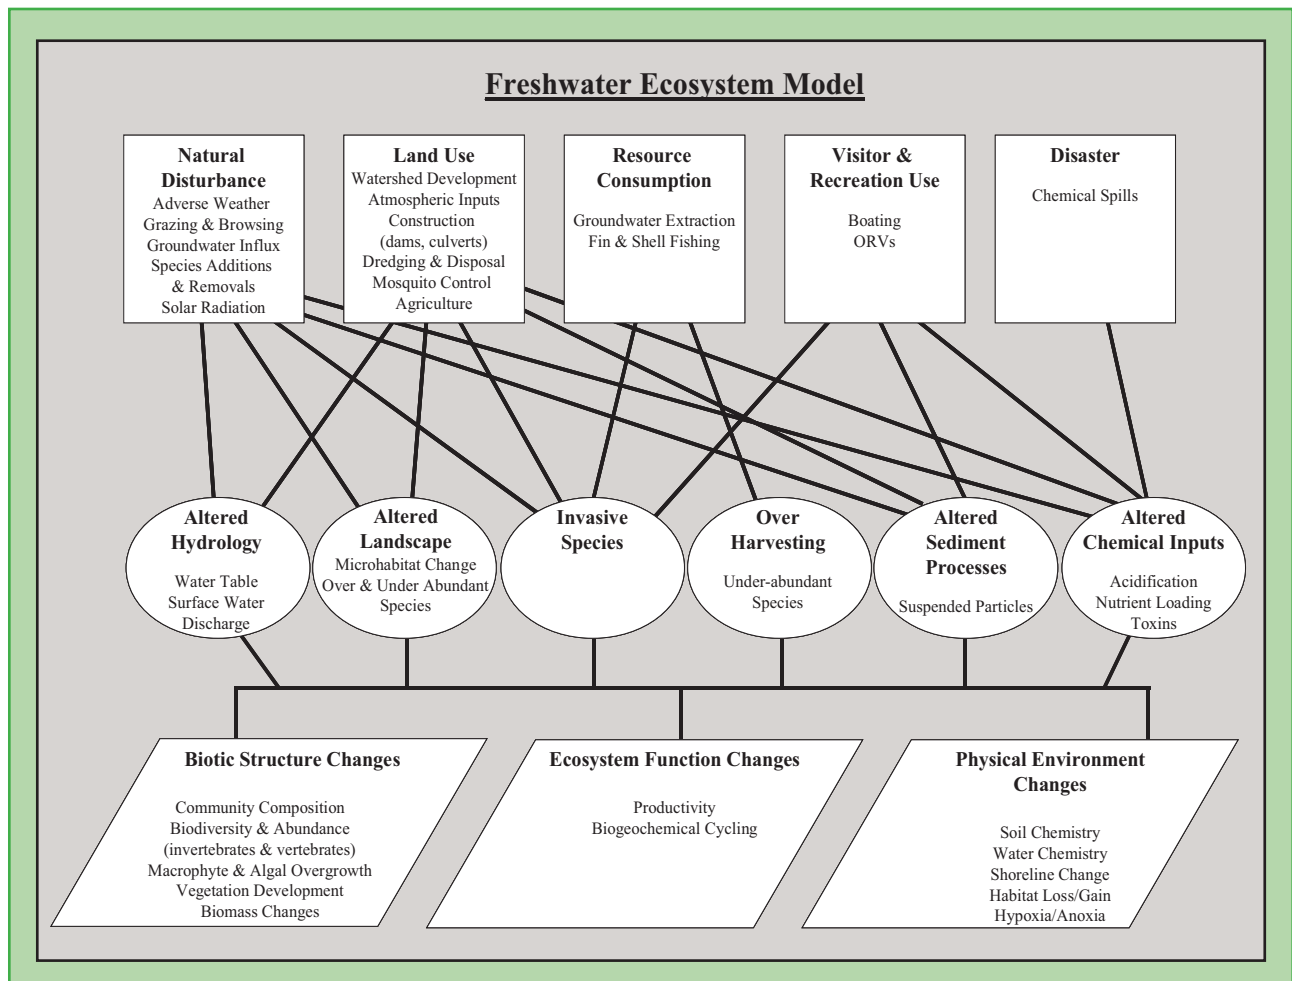 Freshwater Ecosystem Model
Natural
Disturbance
Adverse Weather
Grazing & Browsing
Groundwater Influx
Species Additions
& Removals
Solar Radiation
Land Use
Watershed Development
Atmospheric Inputs
Construction
(dams, culverts)
Dredging & Disposal
Mosquito Control
Agriculture
Resource
Consumption
Groundwater Extraction
Fin & Shell Fishing
Visitor &
Recreation Use
Boating
ORVs
Disaster
Chemical Spills
Altered
Hydrology
Water Table
Surface Water
Discharge
Altered
Landscape
Microhabitat Change
Over & Under Abundant
Species
Invasive
Species
Over
Harvesting
Under-abundant
Species
Altered
Sediment
Processes
Suspended Particles
Altered
Chemical Inputs
Acidification
Nutrient Loading
Toxins
Biotic Structure Changes
Community Composition
Biodiversity & Abundance
(invertebrates & vertebrates)
Macrophyte & Algal Overgrowth
Vegetation Development
Biomass Changes
Ecosystem Function Changes
Productivity
Biogeochemical Cycling
Physical Environment
Changes
Soil Chemistry
Water Chemistry
Shoreline Change
Habitat Loss/Gain
Hypoxia/Anoxia